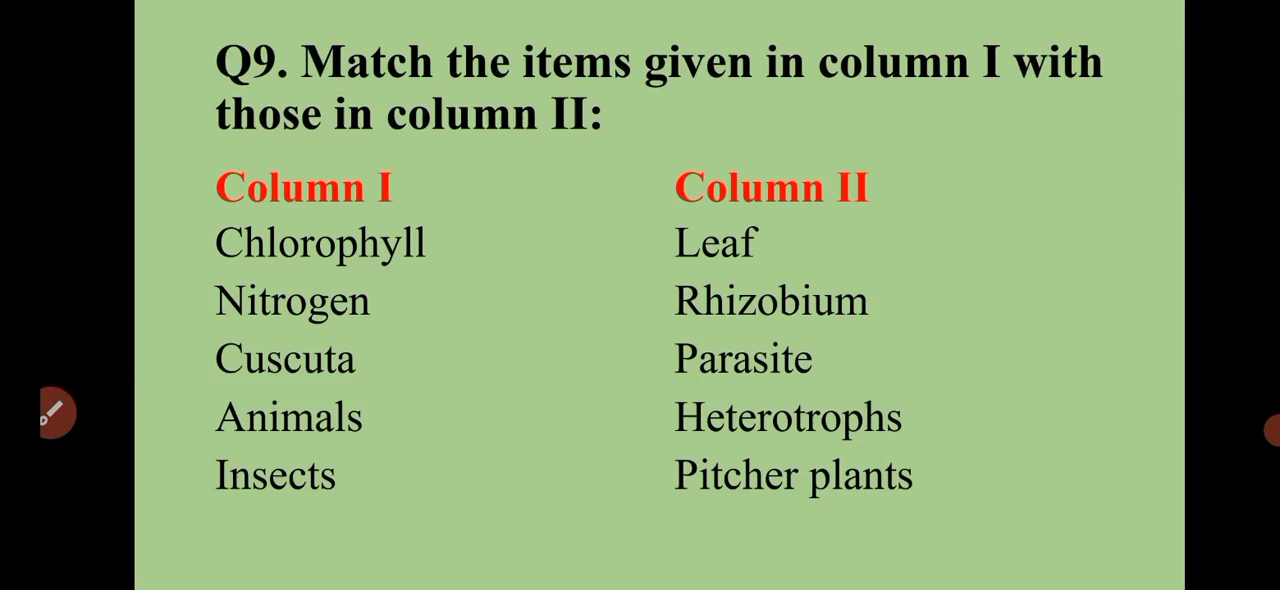 Q9. Match the items given in column I with
those in column II:
Column I Column II
Chlorophyll Leaf
Nitrogen Rhizobium
Cuscuta Parasite
Animals Heterotrophs
Insects Pitcher plants